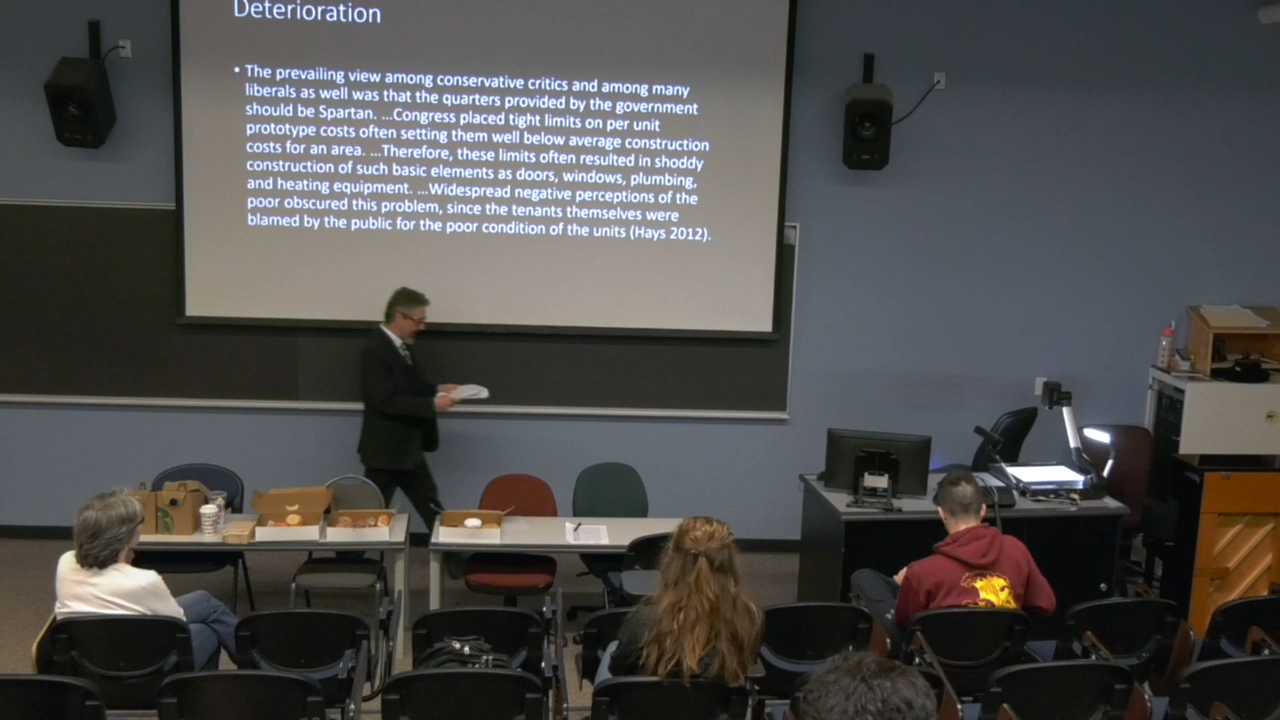 Deterioration
• The prevailing view among conservative critics and among many
liberals as well was that the quarters provided by the government
should be Spartan. ...Congress placed tight limits on per unit
prototype costs often setting them well below average construction
costs for an area. ...Therefore, these limits often resulted in shoddy
construction of such basic elements as doors, windows, plumbing,
and heating equipment. ...Widespread negative perceptions of the
poor obscured this problem, since the tenants themselves were
blamed by the public for the poor condition of the units (Hays 2012).